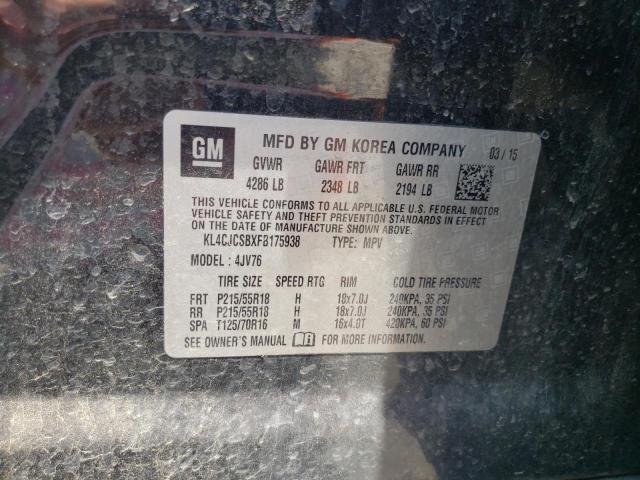 GM
MFD BY GM KOREA COMPANY 03 / 15
GVWR GAWR FRT GAWR RR
4286 LB 2348 LB 2194 LB
THIS VEHICLE CONFORMS TO ALL APPLICABLE U.S. FEDERAL MOTOR
VEHICLE SAFETY AND THEFT PREVENTION STANDARDS IN EFFECT
ON THE DATE OF MANUFACTURE SHOWN ABOVE.
KL4CJCSBXFB175938 TYPE: MPV
MODEL : 4JV76
TIRE SIZE SPEED RTG RIM COLD TIRE PRESSURE
FRT P215/55R18 H 18x7.0J 240KPA, 35 PSI
RR P215/55R18 H 18x7.0J 240KPA, 35 PSI
SPA T125/70R16 M 16x4.0T 420KPA, 60 PSI
SEE OWNER'S MANUAL FOR MORE INFORMATION.